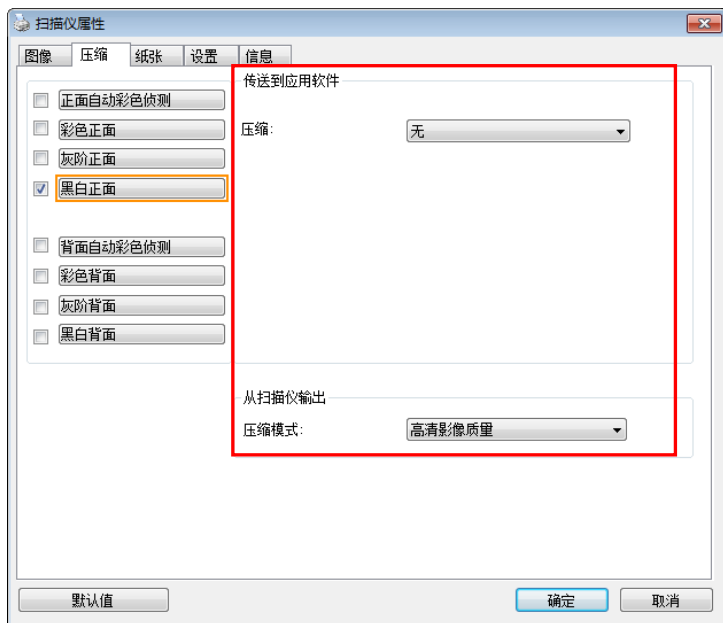 扫描仪属性
图像 压缩 纸张 设置 信息
正面自动彩色侦测
彩色正面
灰阶正面
黑白正面
背面自动彩色侦测
彩色背面
灰阶背面
黑白背面
传送到应用软件
压缩: 无
从扫描仪输出
压缩模式: 高清影像质量
默认值 确定 取消